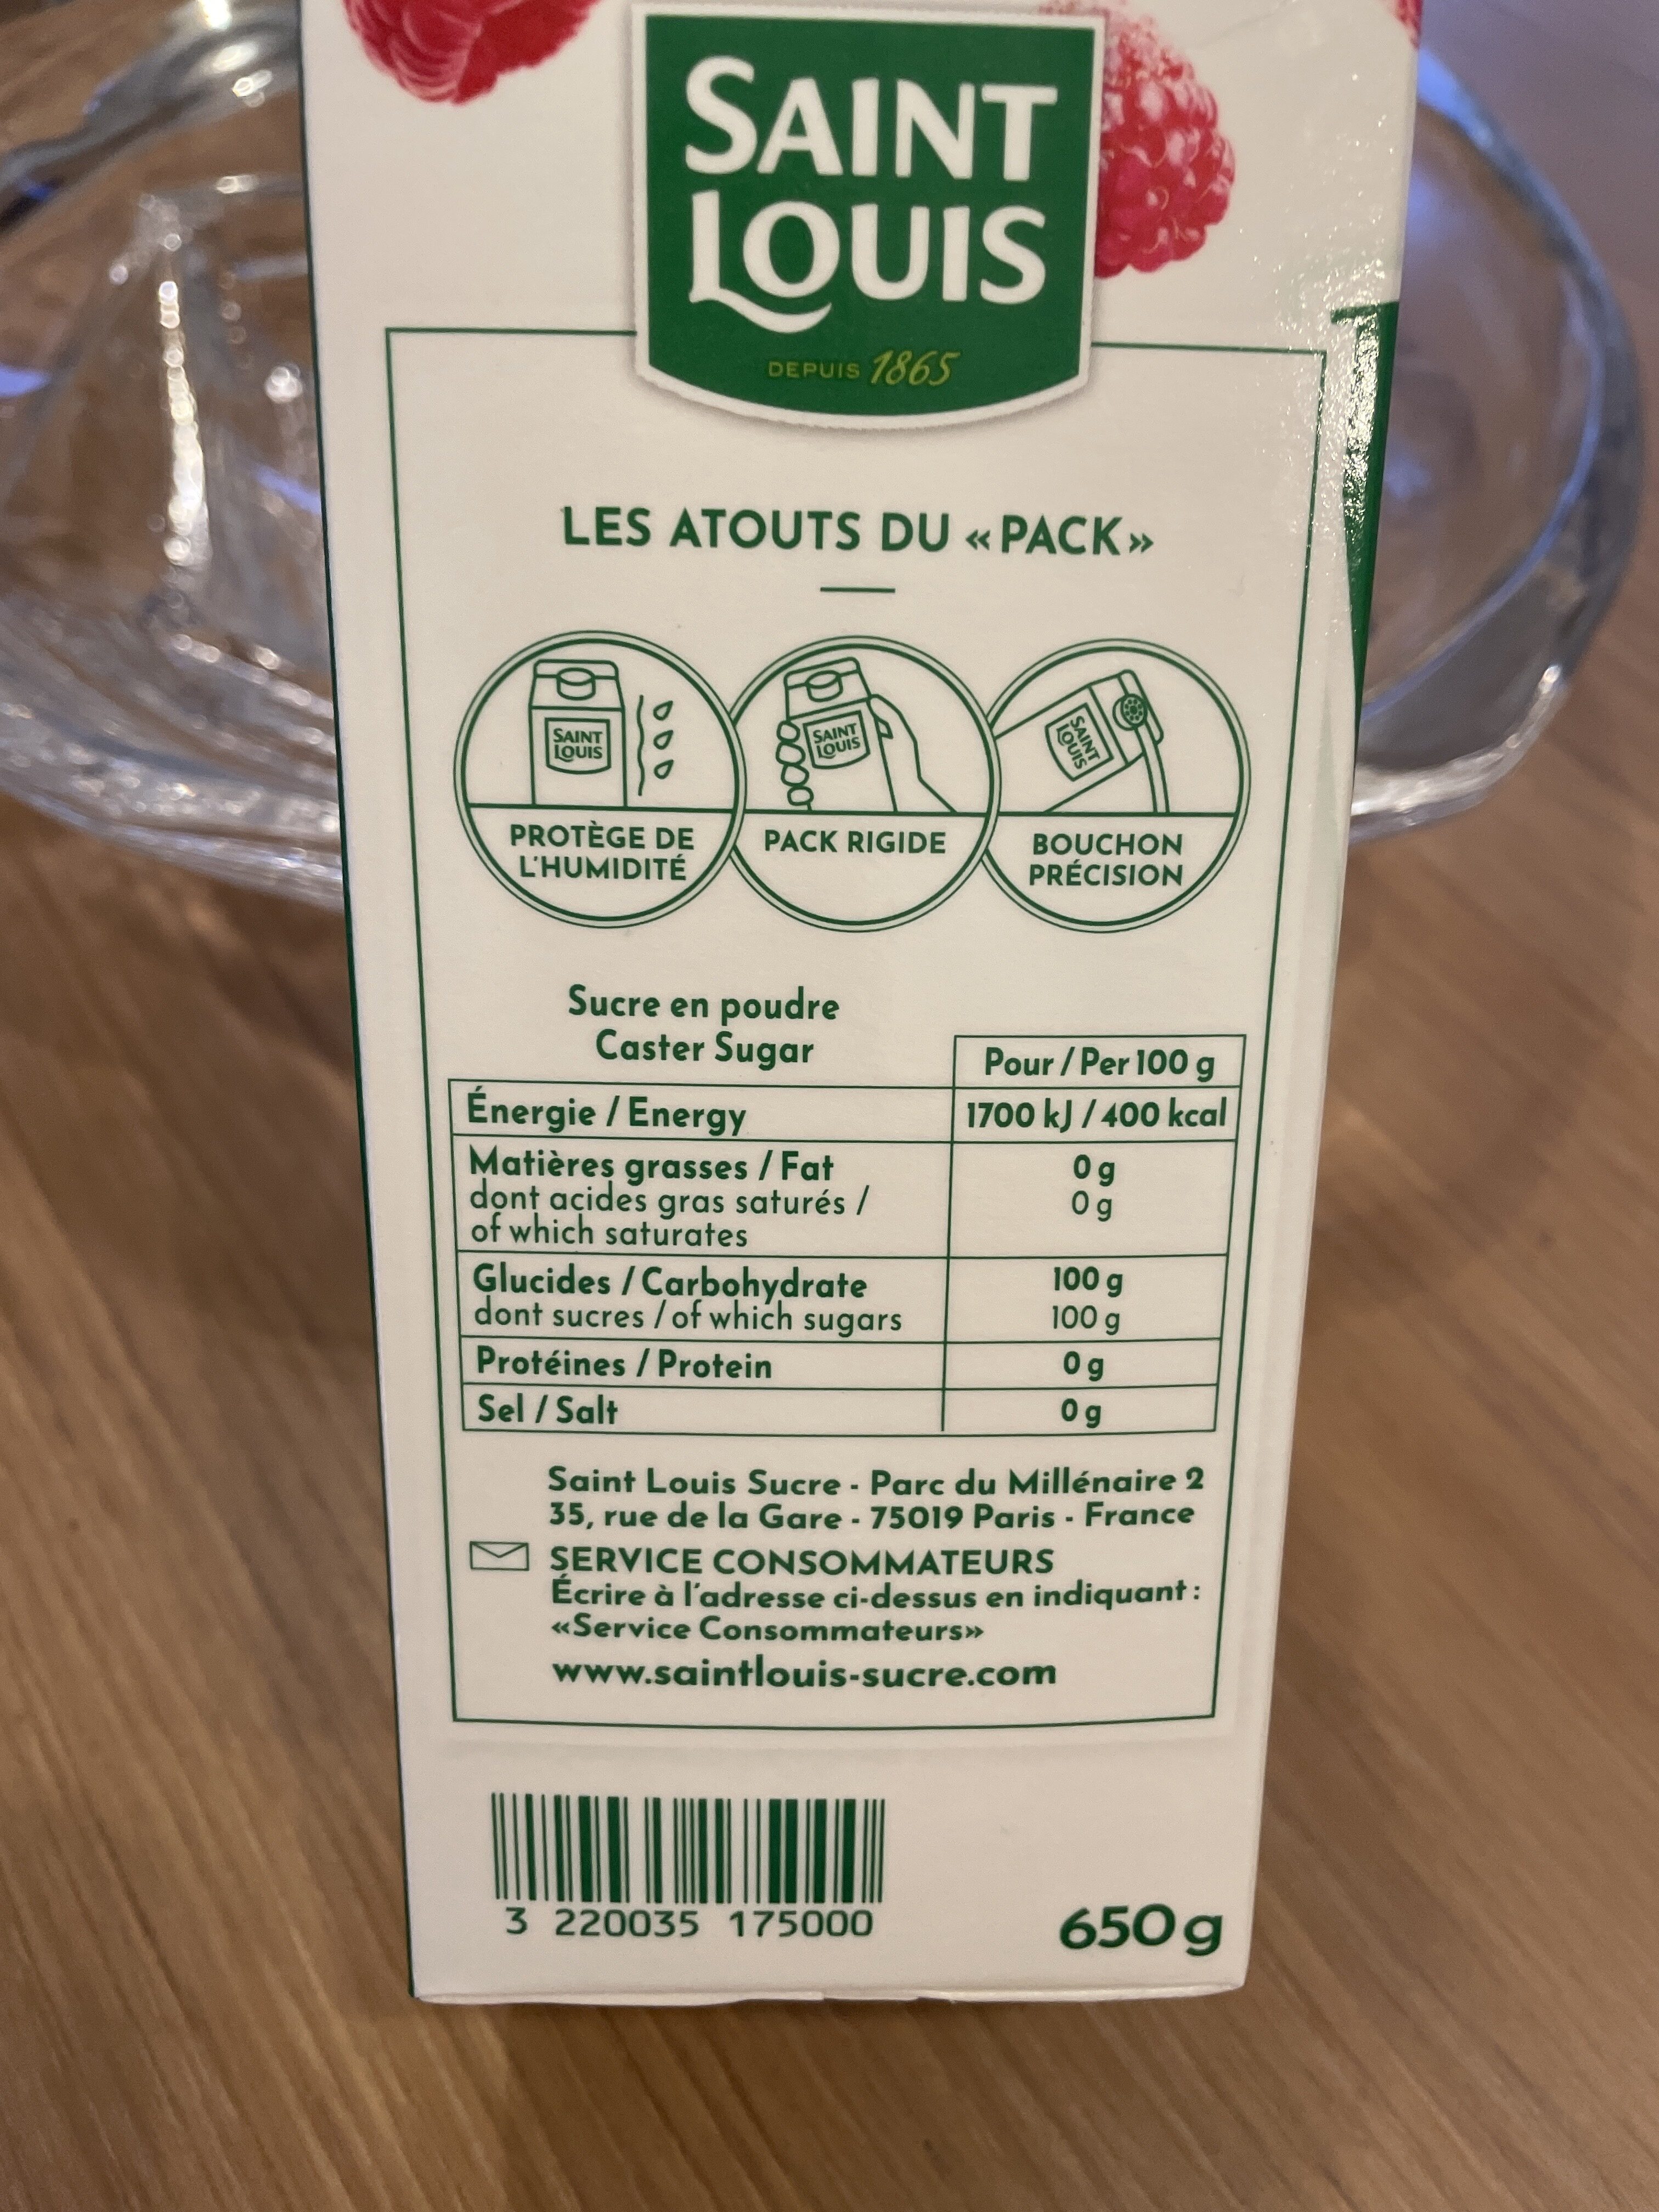 SAINT
LOUIS
DEPUIS 1865
LES ATOUTS DU «PACK»
SAINT
LOUIS
SAINT
LOUIS
SAINT
LOUIS
PROTÈGE DE
L'HUMIDITÉ
PACK RIGIDE
BOUCHON
PRÉCISION
Sucre en poudre
Caster Sugar
Pour / Per 100 g
Énergie / Energy 1700 kJ / 400 kcal
Matières grasses / Fat 0 g
dont acides gras saturés / 0 g
of which saturates
Glucides / Carbohydrate 100 g
dont sucres / of which sugars 100 g
Protéines / Protein 0 g
Sel / Salt 0 g
Saint Louis Sucre - Parc du Millénaire 2
35, rue de la Gare - 75019 Paris - France
SERVICE CONSOMMATEURS
Écrire à l'adresse ci-dessus en indiquant :
«Service Consommateurs»
www.saintlouis-sucre.com
3 220035 175000
650g